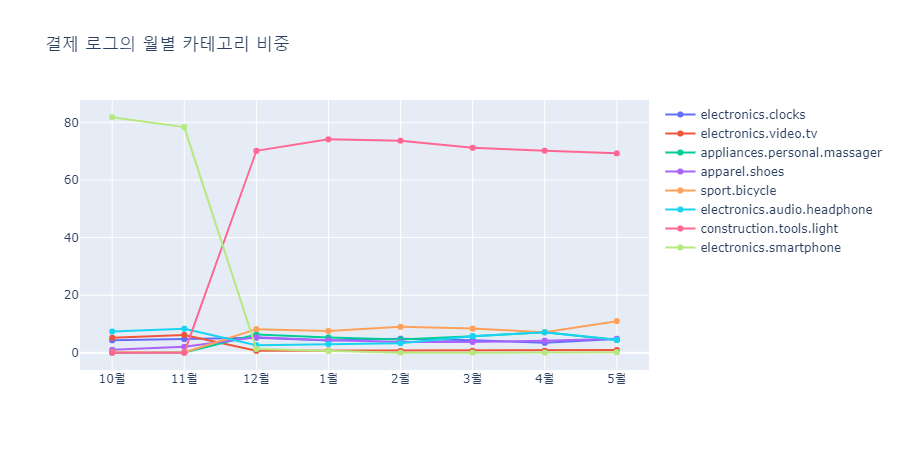 결제 로그의 월별 카테고리 비중
80
60
40
20
0
10월
11월
12월
1월
2월
3월
4월
5월
electronics.clocks
electronics.video.tv
appliances.personal.massager
apparel.shoes
sport.bicycle
electronics.audio.headphone
construction.tools.light
electronics.smartphone